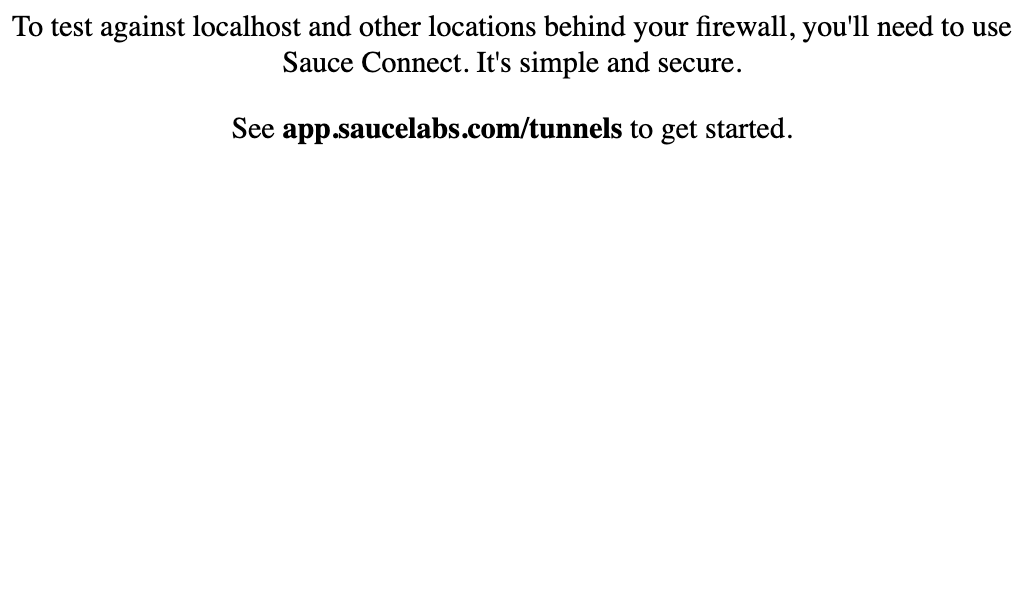 To test against localhost and other locations behind your firewall, you'll need to use
Sauce Connect. It's simple and secure.
See app.saucelabs.com/tunnels to get started.